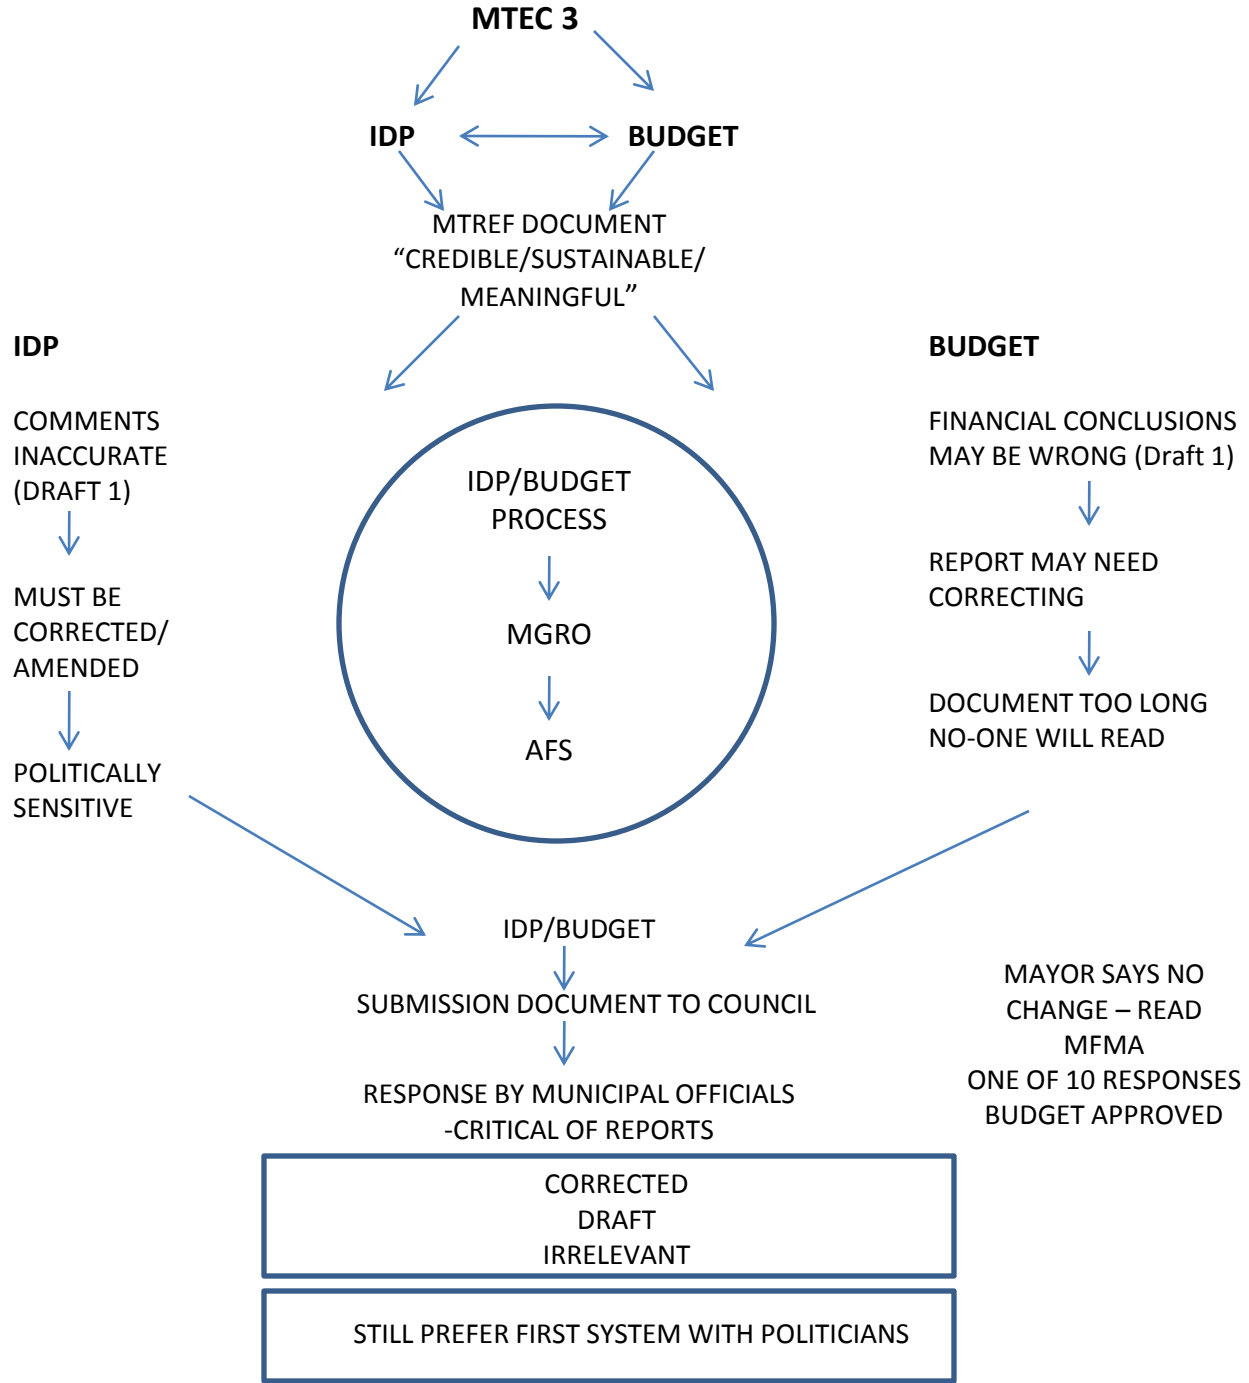 MTEC 3
IDP
BUDGET
MTREF DOCUMENT
“CREDIBLE/SUSTAINABLE/
MEANINGFUL”
IDP
COMMENTS
INACCURATE
(DRAFT 1)
MUST BE
CORRECTED/
AMENDED
POLITICALLY
SENSITIVE
IDP/BUDGET
PROCESS
MGRO
AFS
BUDGET
FINANCIAL CONCLUSIONS
MAY BE WRONG (Draft 1)
REPORT MAY NEED
CORRECTING
DOCUMENT TOO LONG
NO-ONE WILL READ
IDP/BUDGET
SUBMISSION DOCUMENT TO COUNCIL
RESPONSE BY MUNICIPAL OFFICIALS
-CRITICAL OF REPORTS
MAYOR SAYS NO
CHANGE – READ
MFMA
ONE OF 10 RESPONSES
BUDGET APPROVED
CORRECTED
DRAFT
IRRELEVANT
STILL PREFER FIRST SYSTEM WITH POLITICIANS